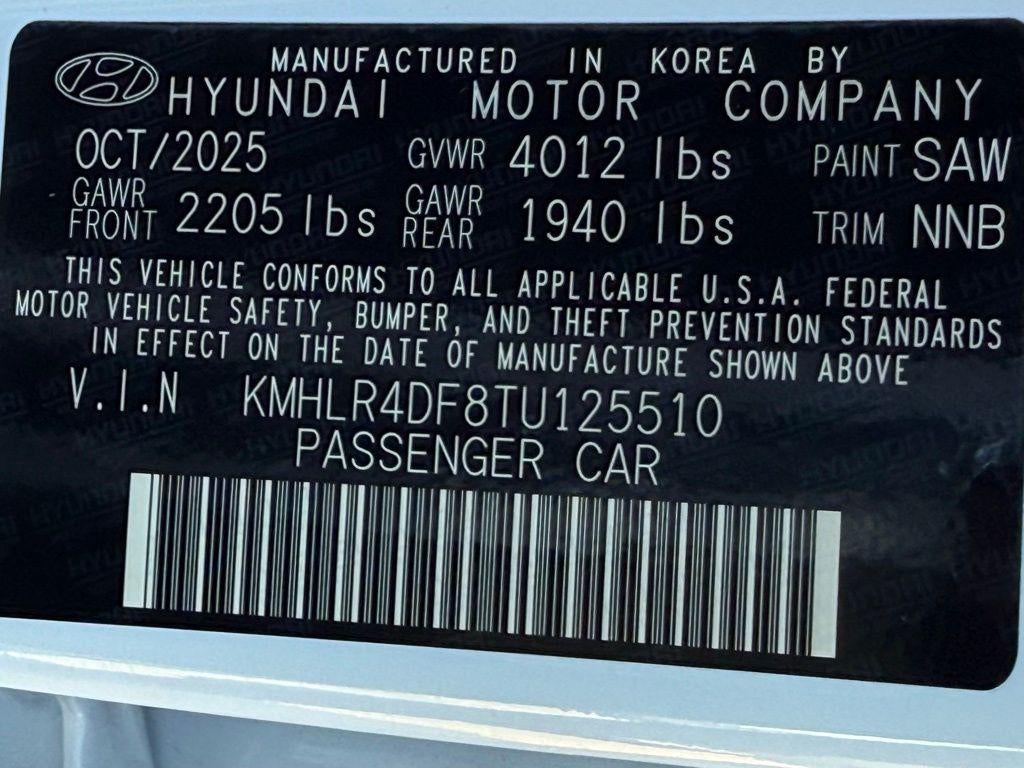 MANUFACTURED IN KOREA BY
HYUNDAI MOTOR COMPANY
OCT/2025 GVWR 4012 lbs PAINT SAW
GAWR FRONT 2205 lbs GAWR REAR 1940 lbs TRIM NNB
THIS VEHICLE CONFORMS TO ALL APPLICABLE U.S.A. FEDERAL
MOTOR VEHICLE SAFETY, BUMPER, AND THEFT PREVENTION STANDARDS
IN EFFECT ON THE DATE OF MANUFACTURE SHOWN ABOVE
V.I.N KMHLR4DF8TU125510
PASSENGER CAR